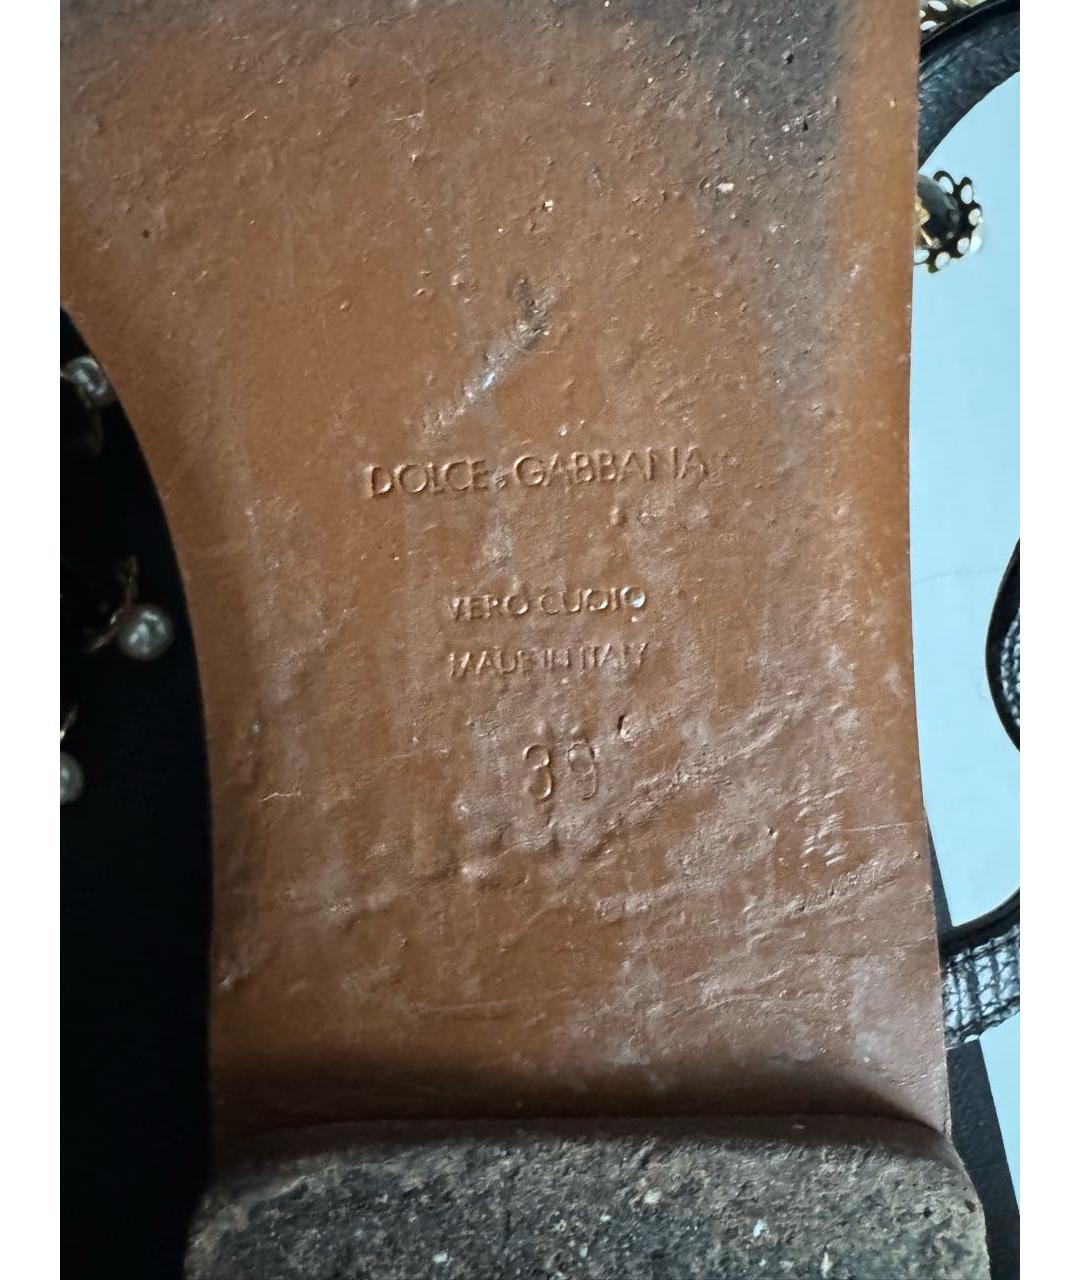 DOLCE & GABBANA
VERO CUOIO
MADE IN ITALY
39